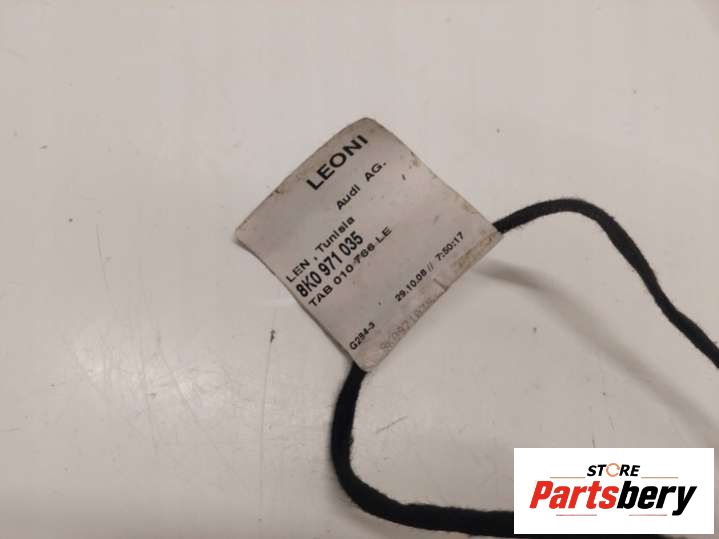 LEONI
Audi AG.
LEN , Tunisia
8K0 971 035
TAB 010 766 LE
29.10.08 // 7:50:17
G284-3
STORE
Partsbery